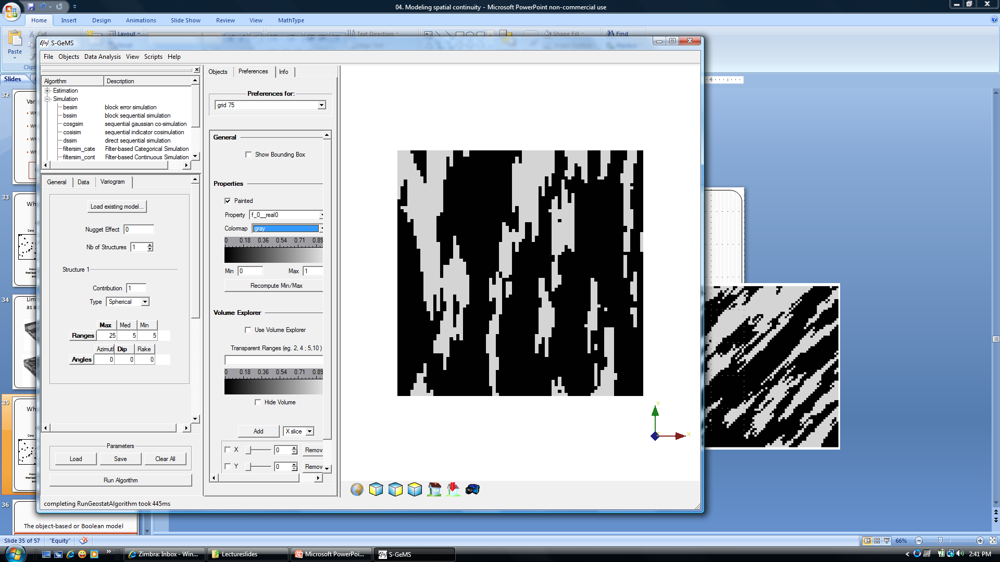 04. Modeling spatial continuity - Microsoft PowerPoint non-commercial use
Home Insert Design Animations Slide Show Review View MathType
Paste Cut Layout Text Direction Shape Fill Find
S-GeMS
File Objects Data Analysis View Scripts Help
Slides
Algorithm Description
Estimation
Simulation
besim block error simulation
bssim block sequential simulation
cosgsim sequential gaussian co-simulation
cosisim sequential indicator cosimulation
dssim direct sequential simulation
filtersim_cate Filter-based Categorical Simulation
filtersim_cont Filter-based Continuous Simulation
General Data Variogram
Load existing model...
Nugget Effect 0
Nb of Structures 1
Structure 1
Contribution 1
Type Spherical
Max Med Min
Ranges 25 5 5
Azimutl Dip Rake
Angles 0 0 0
Parameters
Load Save Clear All
Run Algorithm
completing RunGeostatAlgorithm took 445ms
Objects Preferences Info
Preferences for:
grid 75
General
Show Bounding Box
Properties
Painted
Property f_0__real0
Colormap gray
0 0.18 0.36 0.54 0.71 0.89
Min 0 Max 1
Recompute Min/Max
Volume Explorer
Use Volume Explorer
Transparent Ranges (eg. 2, 4 ; 5,10 )
0 0.18 0.36 0.54 0.71 0.89
Hide Volume
Add X slice
X 0 Remov
Y 0 Remov
Y
X
4
32
33
34
35
36
The object-based or Boolean model
Slide 35 of 57 "Equity" 66%
Zimbra: Inbox - Win... Lectureslides Microsoft PowerPoi... S-GeMS 2:41 PM